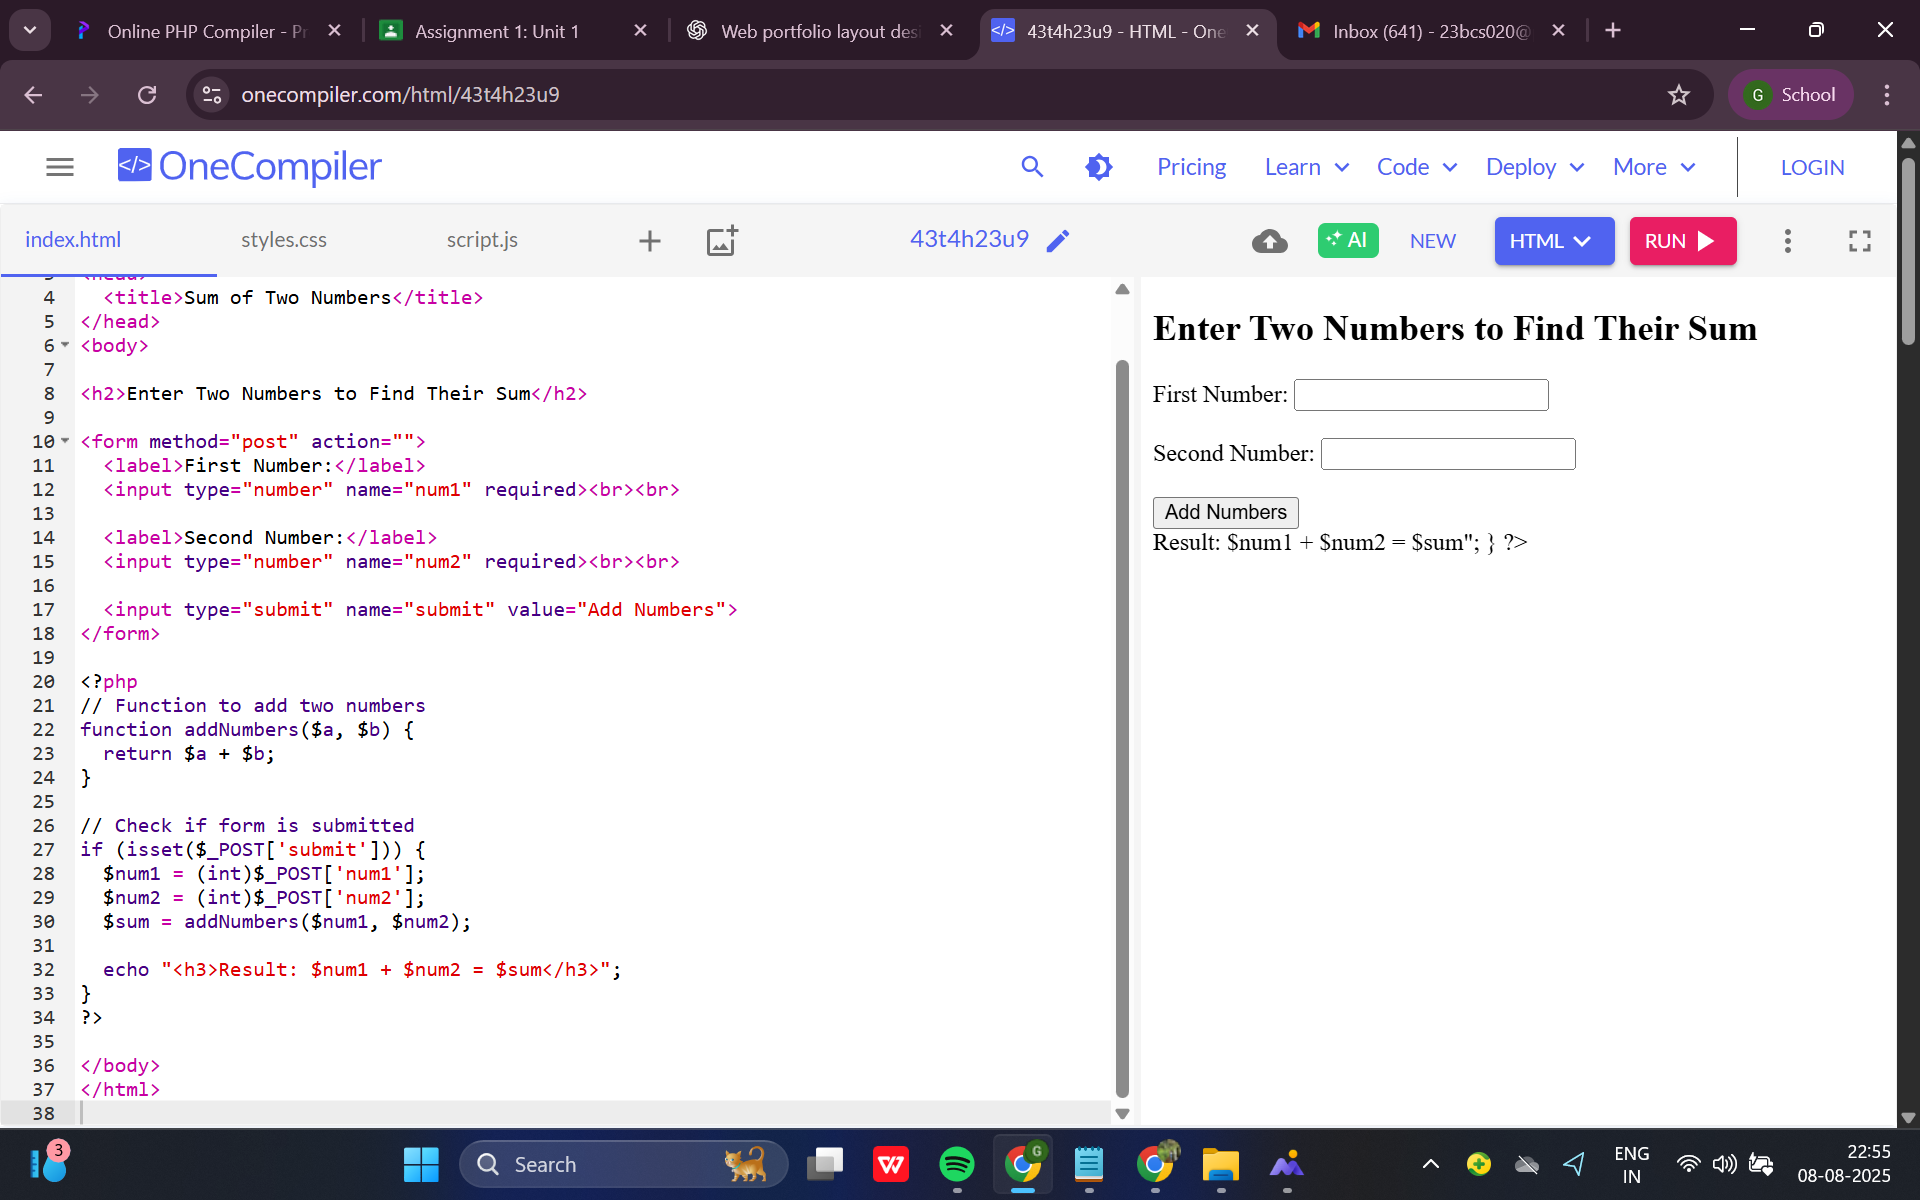 Online PHP Compiler - Pr
Assignment 1: Unit 1
Web portfolio layout desi
43t4h23u9 - HTML - One
Inbox (641) - 23bcs020@
onecompiler.com/html/43t4h23u9
G School
</> OneCompiler
Pricing Learn Code Deploy More LOGIN
index.html styles.css script.js
43t4h23u9
AI NEW HTML RUN
4 <title>Sum of Two Numbers</title>
5 </head>
6 <body>
7
8 <h2>Enter Two Numbers to Find Their Sum</h2>
9
10 <form method="post" action="">
11 <label>First Number:</label>
12 <input type="number" name="num1" required><br><br>
13
14 <label>Second Number:</label>
15 <input type="number" name="num2" required><br><br>
16
17 <input type="submit" name="submit" value="Add Numbers">
18 </form>
19
20 <?php
21 // Function to add two numbers
22 function addNumbers($a, $b) {
23 return $a + $b;
24 }
25
26 // Check if form is submitted
27 if (isset($_POST['submit'])) {
28 $num1 = (int)$_POST['num1'];
29 $num2 = (int)$_POST['num2'];
30 $sum = addNumbers($num1, $num2);
31
32 echo "<h3>Result: $num1 + $num2 = $sum</h3>";
33 }
34 ?>
35
36 </body>
37 </html>
38
Enter Two Numbers to Find Their Sum
First Number:
Second Number:
Add Numbers
Result: $num1 + $num2 = $sum"; } ?>
3
Search
W
G
ENG
IN
22:55
08-08-2025